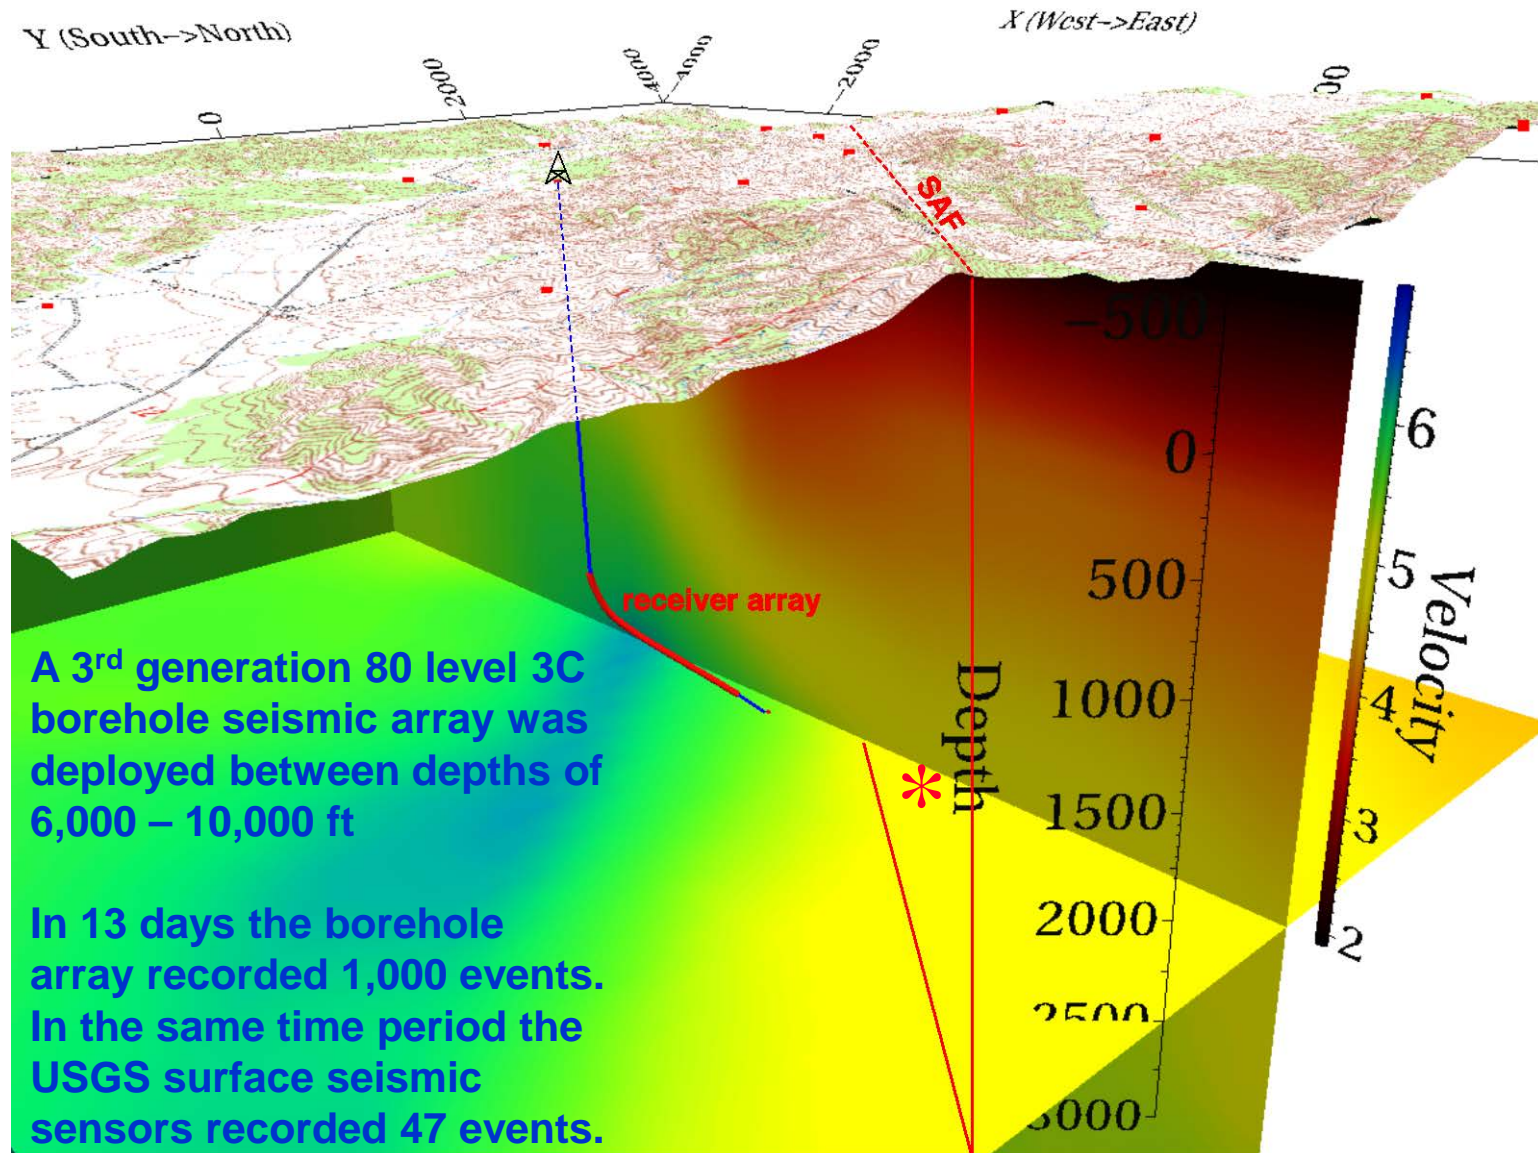 Y (South-->North)
X (West-->East)
0
2000
4000
-4000
-2000
SAF
-500
0
500
1000
1500
2000
2500
3000
Depth
6
5
4
3
2
Velocity
receiver array
*
A 3rd generation 80 level 3C
borehole seismic array was
deployed between depths of
6,000 – 10,000 ft
In 13 days the borehole
array recorded 1,000 events.
In the same time period the
USGS surface seismic
sensors recorded 47 events.